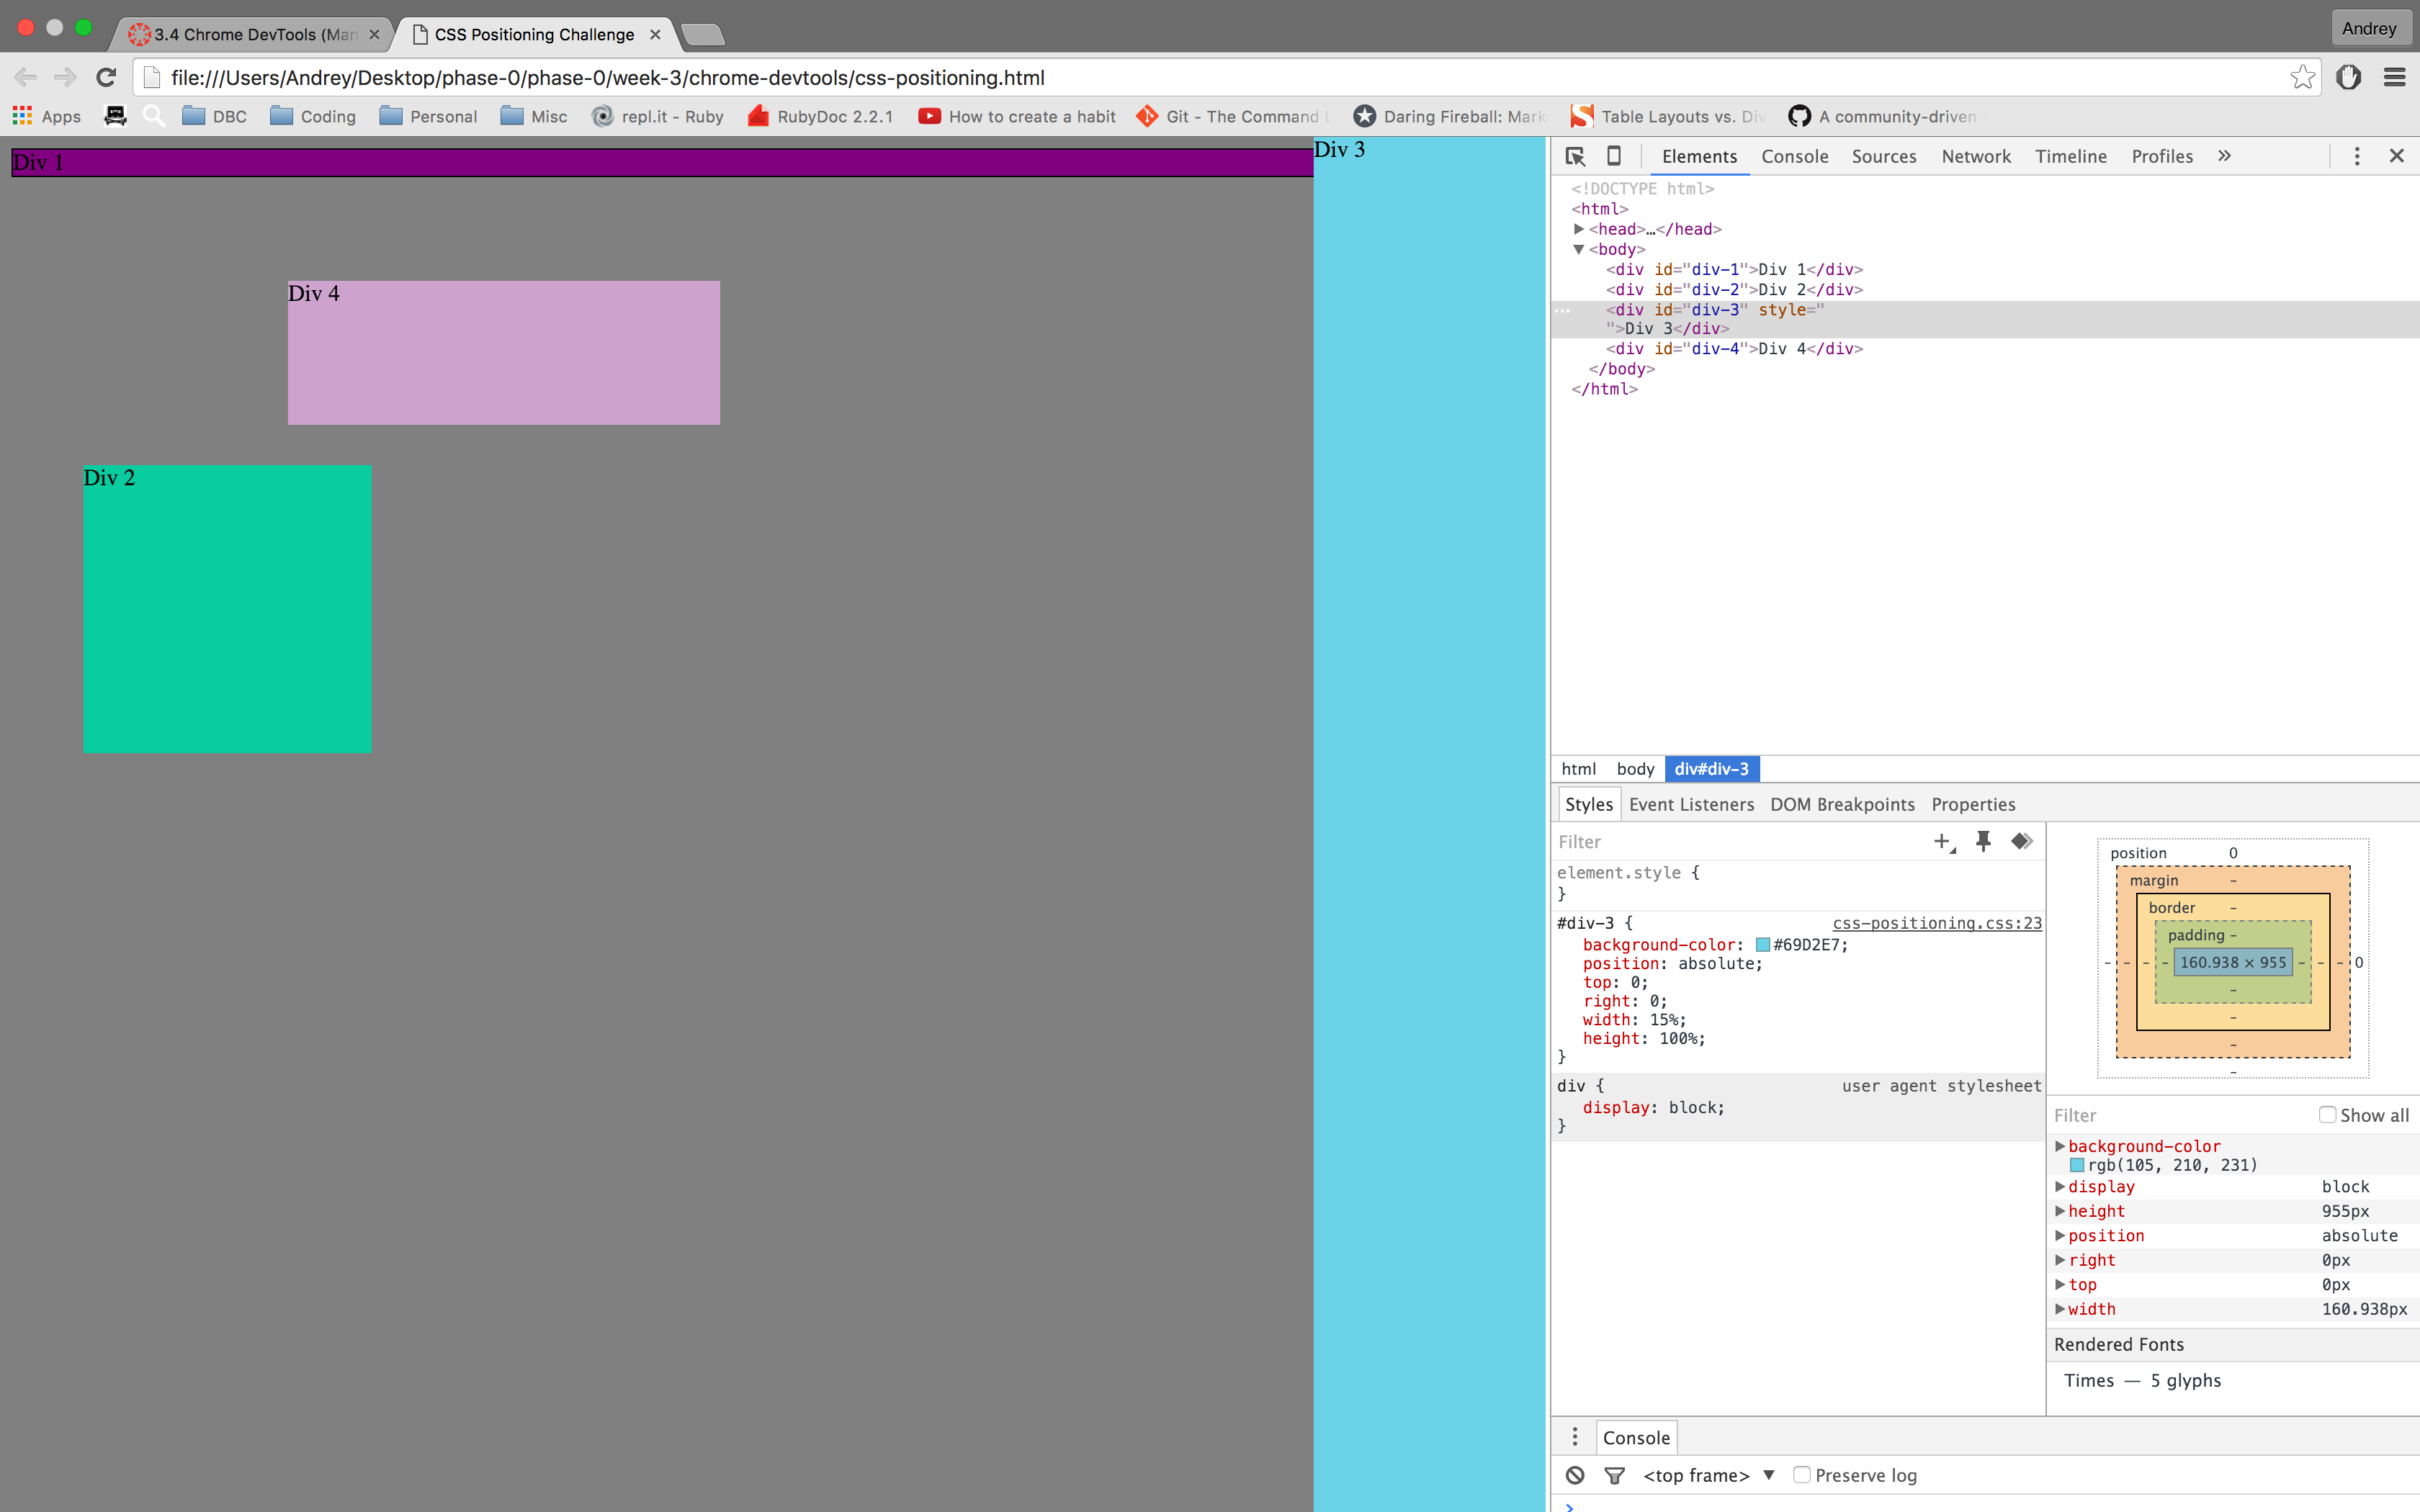 3.4 Chrome DevTools (Man
CSS Positioning Challenge
Andrey
file:///Users/Andrey/Desktop/phase-0/phase-0/week-3/chrome-devtools/css-positioning.html
Apps DBC Coding Personal Misc repl.it - Ruby RubyDoc 2.2.1 How to create a habit Git - The Command Daring Fireball: Mark Table Layouts vs. Div A community-driven
Div 1
Div 3
Div 4
Div 2
Elements Console Sources Network Timeline Profiles »
<!DOCTYPE html>
<html>
<head>…</head>
<body>
<div id="div-1">Div 1</div>
<div id="div-2">Div 2</div>
<div id="div-3" style="
">Div 3</div>
<div id="div-4">Div 4</div>
</body>
</html>
html body div#div-3
Styles Event Listeners DOM Breakpoints Properties
Filter
element.style {
}
#div-3 { css-positioning.css:23
background-color: #69D2E7;
position: absolute;
top: 0;
right: 0;
width: 15%;
height: 100%;
}
div { user agent stylesheet
display: block;
}
position 0
margin -
border -
padding -
- - - - 160.938 × 955 - - - 0
-
-
-
-
Filter Show all
background-color
rgb(105, 210, 231)
display block
height 955px
position absolute
right 0px
top 0px
width 160.938px
Rendered Fonts
Times — 5 glyphs
Console
<top frame> ▼ Preserve log